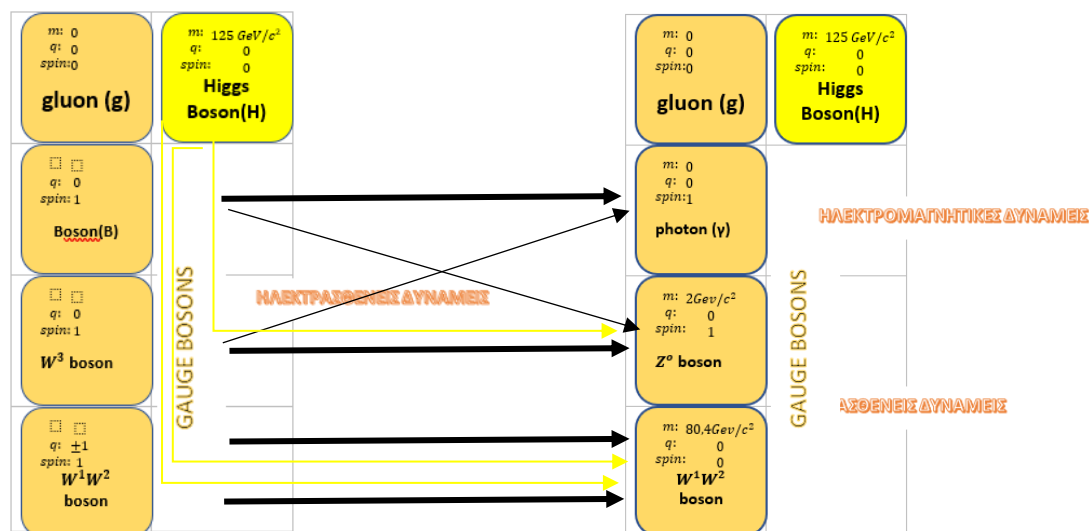 m: 0
q: 0
spin:0
gluon (g)
m: 125 GeV/c²
q: 0
spin: 0
Higgs
Boson(H)
q: 0
spin: 1
Boson(B)
q: 0
spin: 1
W³ boson
q: ±1
spin: 1
W¹W²
boson
GAUGE BOSONS
ΗΛΕΚΤΡΑΣΘΕΝΕΙΣ ΔΥΝΑΜΕΙΣ
m: 0
q: 0
spin:0
gluon (g)
m: 125 GeV/c²
q: 0
spin: 0
Higgs
Boson(H)
m: 0
q: 0
spin:1
photon (γ)
m: 2Gev/c²
q: 0
spin: 1
Z⁰ boson
m: 80,4Gev/c²
q: 0
spin: 0
W¹W²
boson
GAUGE BOSONS
ΗΛΕΚΤΡΟΜΑΓΝΗΤΙΚΕΣ ΔΥΝΑΜΕΙΣ
ΑΣΘΕΝΕΙΣ ΔΥΝΑΜΕΙΣ